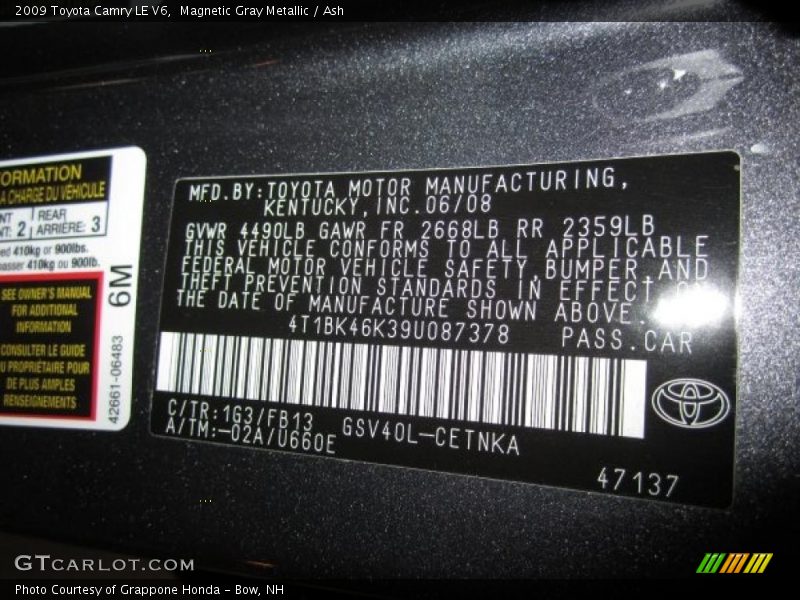 2009 Toyota Camry LE V6,  Magnetic Gray Metallic / Ash
ORMATION
A CHARGE DU VÉHICULE
NT : 2 | REAR ARRIÈRE: 3
ed 410kg or 900lbs.
passer 410kg ou 900lb.
SEE OWNER'S MANUAL
FOR ADDITIONAL
INFORMATION
CONSULTER LE GUIDE
U PROPRIÉTAIRE POUR
DE PLUS AMPLES
RENSEIGNEMENTS
6M
42661-06483
MFD.BY:TOYOTA MOTOR MANUFACTURING,
KENTUCKY,INC.06/08
GVWR 4490LB GAWR FR 2668LB RR 2359LB
THIS VEHICLE CONFORMS TO ALL APPLICABLE
FEDERAL MOTOR VEHICLE SAFETY,BUMPER AND
THEFT PREVENTION STANDARDS IN EFFECT
THE DATE OF MANUFACTURE SHOWN ABOVE.
4T1BK46K39U087378 PASS.CAR
C/TR:1G3/FB13
A/TM:-02A/U660E
GSV40L-CETNKA
47137
GTCARLOT.COM
Photo Courtesy of Grappone Honda - Bow, NH